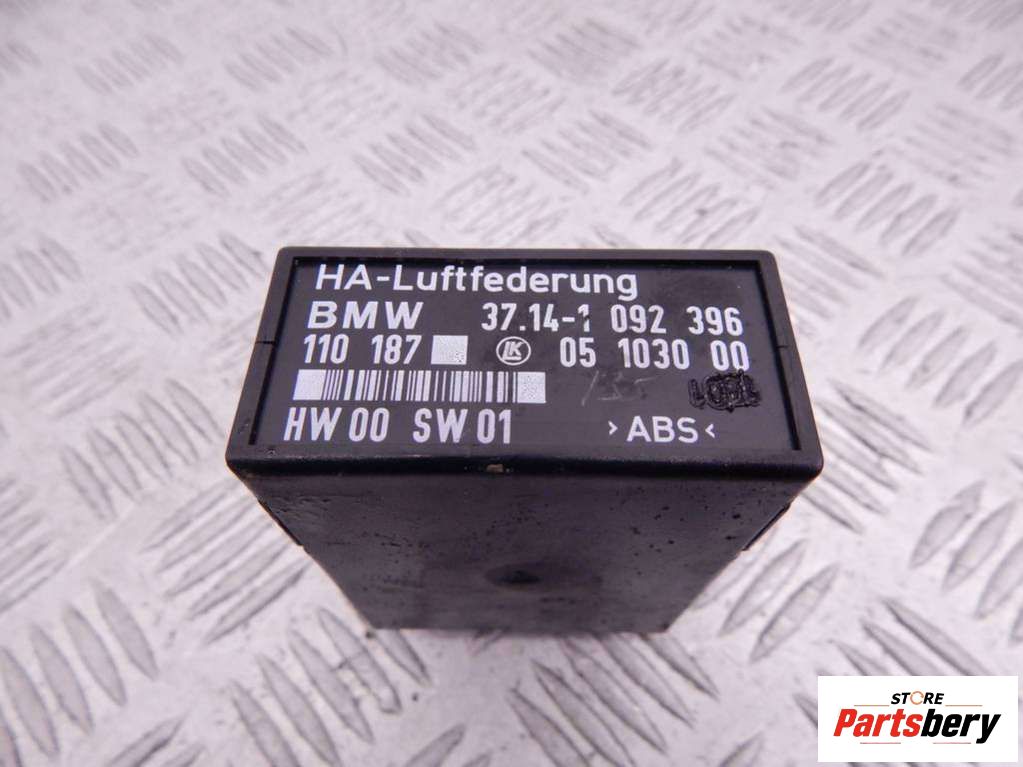 HA-Luftfederung
BMW 37.14-1 092 396
110 187 LK 05 1030 00
HW 00 SW 01 >ABS<
STORE
Partsbery